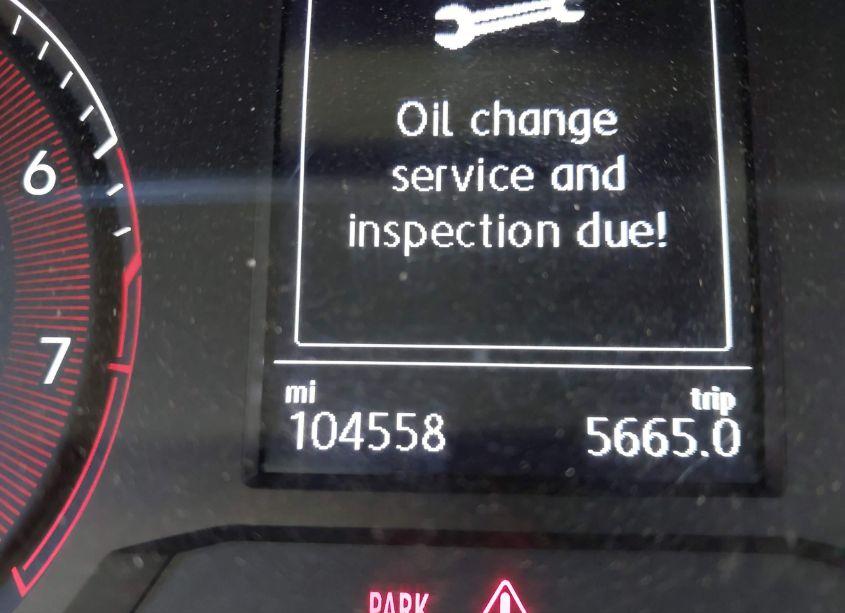 6
7
Oil change
service and
inspection due!
mi
trip
104558
5665.0
PARK